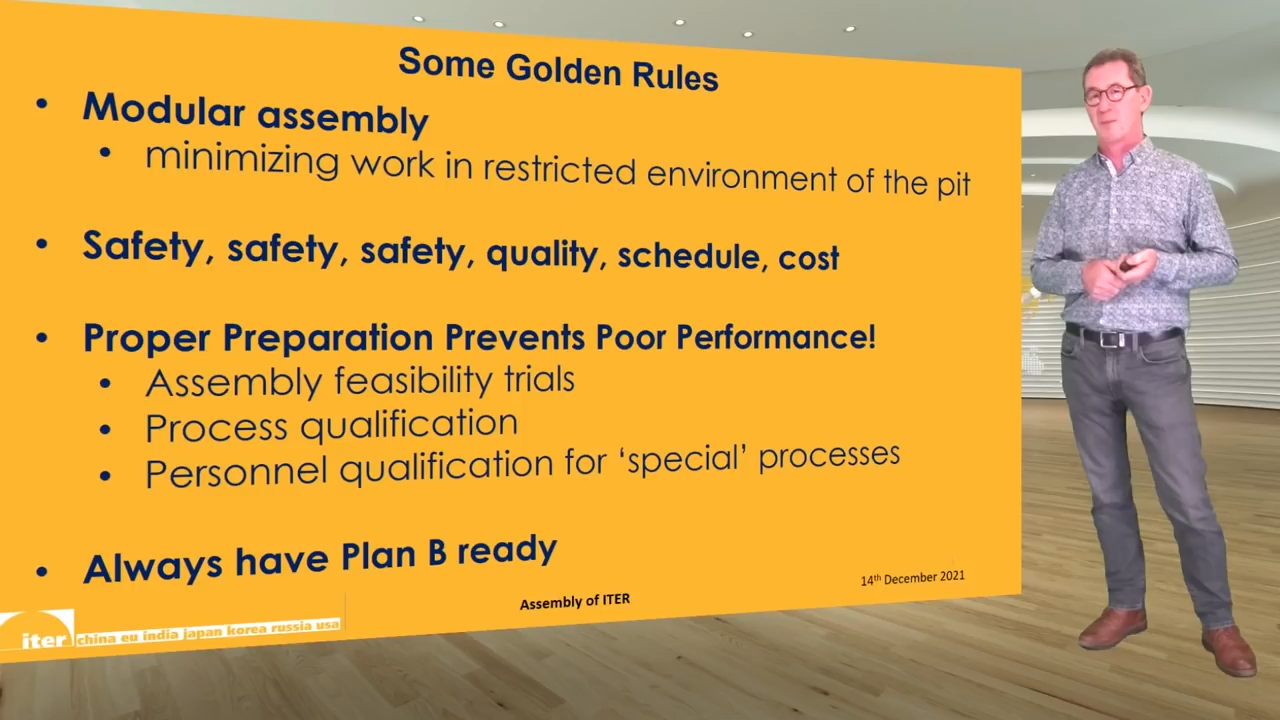 Some Golden Rules
• Modular assembly
• minimizing work in restricted environment of the pit
• Safety, safety, safety, quality, schedule, cost
• Proper Preparation Prevents Poor Performance!
• Assembly feasibility trials
• Process qualification
• Personnel qualification for ‘special’ processes
• Always have Plan B ready
14th December 2021
Assembly of ITER
iter china eu india japan korea russia usa